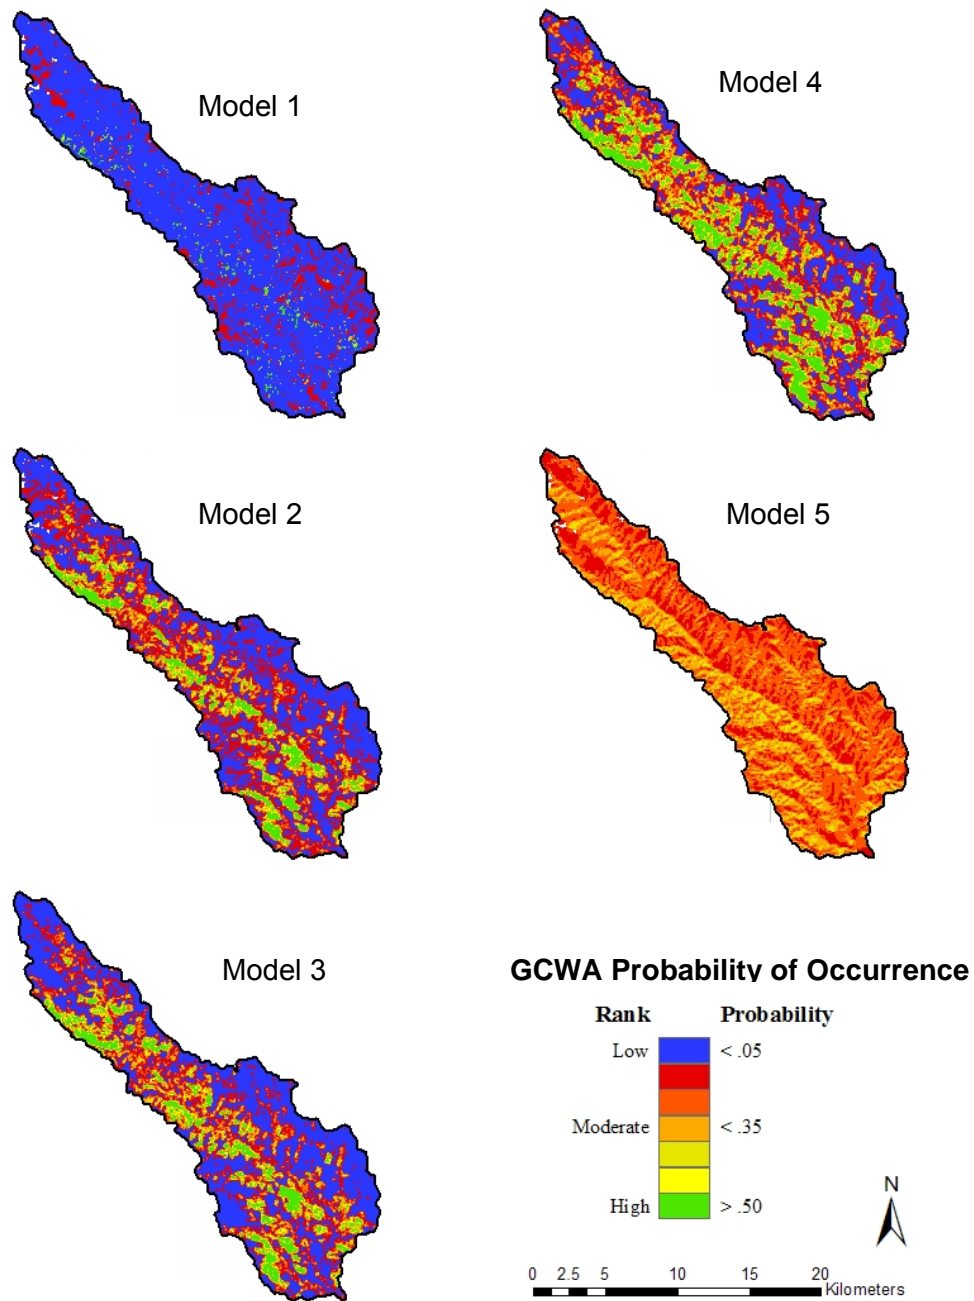 Model 1
Model 4
Model 2
Model 5
Model 3
GCWA Probability of Occurrence
Rank Probability
Low < .05
Moderate < .35
High > .50
N
0 2.5 5 10 15 20
Kilometers